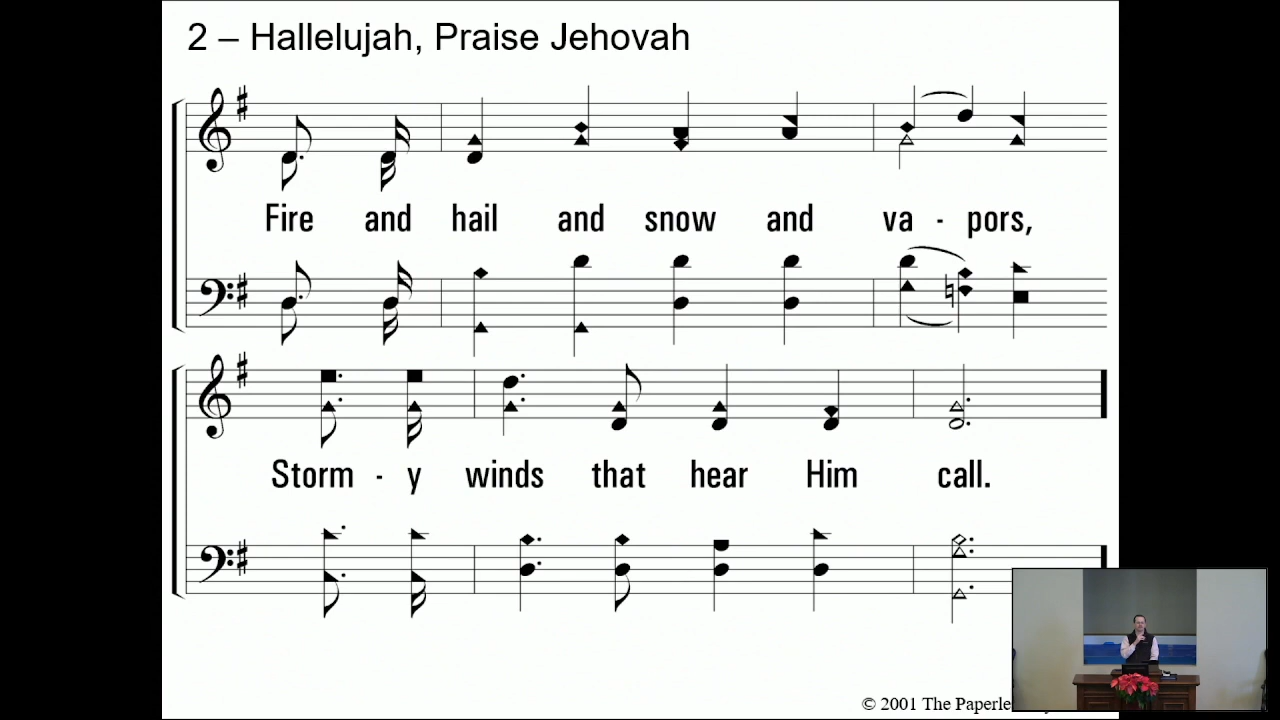 2 – Hallelujah, Praise Jehovah
Fire and hail and snow and va - pors,
Storm - y winds that hear Him call.
© 2001 The